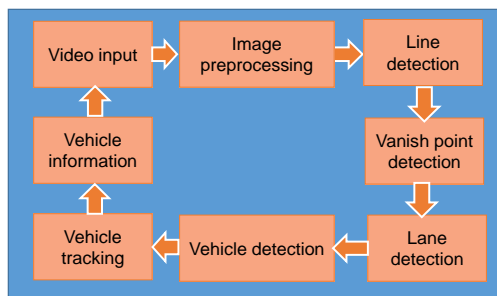 Video input
Image
preprocessing
Line
detection
Vanish point
detection
Lane
detection
Vehicle detection
Vehicle
tracking
Vehicle
information